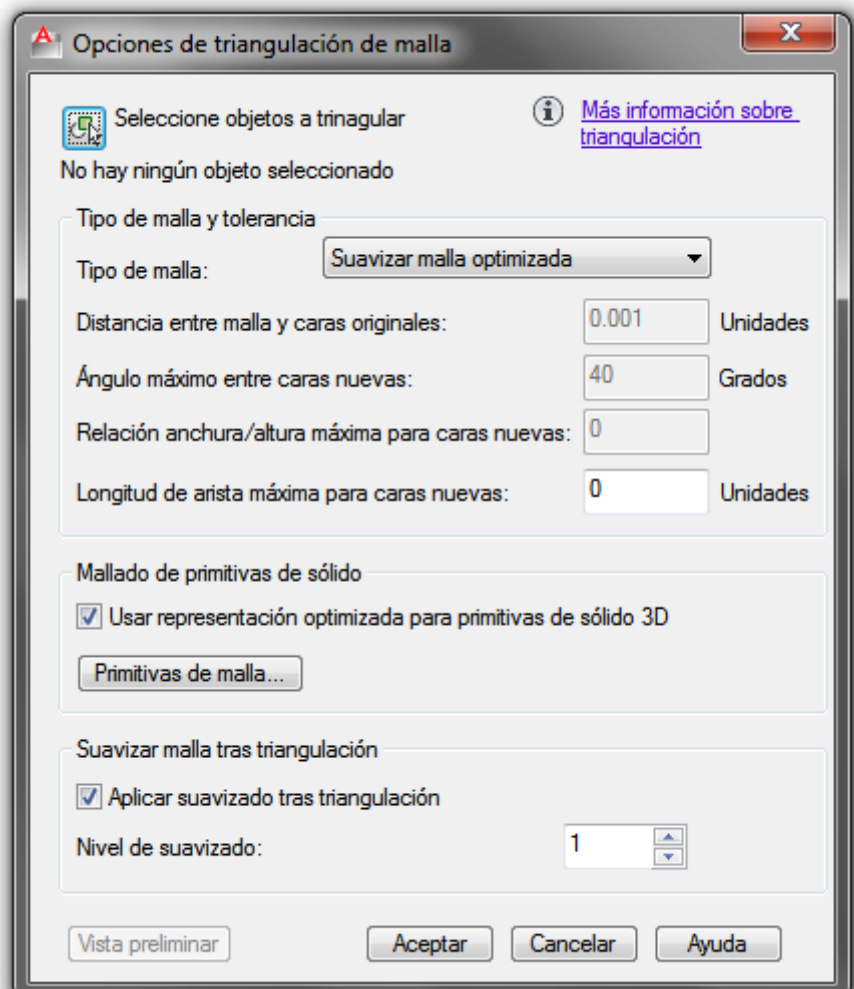 Opciones de triangulación de malla
Seleccione objetos a trinagular
Más información sobre
triangulación
No hay ningún objeto seleccionado
Tipo de malla y tolerancia
Tipo de malla: Suavizar malla optimizada
Distancia entre malla y caras originales: 0.001 Unidades
Ángulo máximo entre caras nuevas: 40 Grados
Relación anchura/altura máxima para caras nuevas: 0
Longitud de arista máxima para caras nuevas: 0 Unidades
Mallado de primitivas de sólido
Usar representación optimizada para primitivas de sólido 3D
Primitivas de malla...
Suavizar malla tras triangulación
Aplicar suavizado tras triangulación
Nivel de suavizado: 1
Vista preliminar Aceptar Cancelar Ayuda